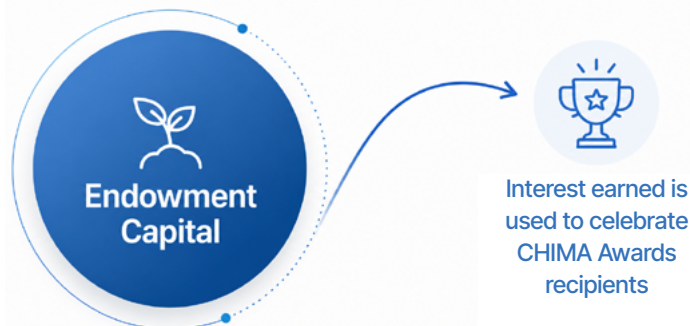 Endowment
Capital
Interest earned is
used to celebrate
CHIMA Awards
recipients